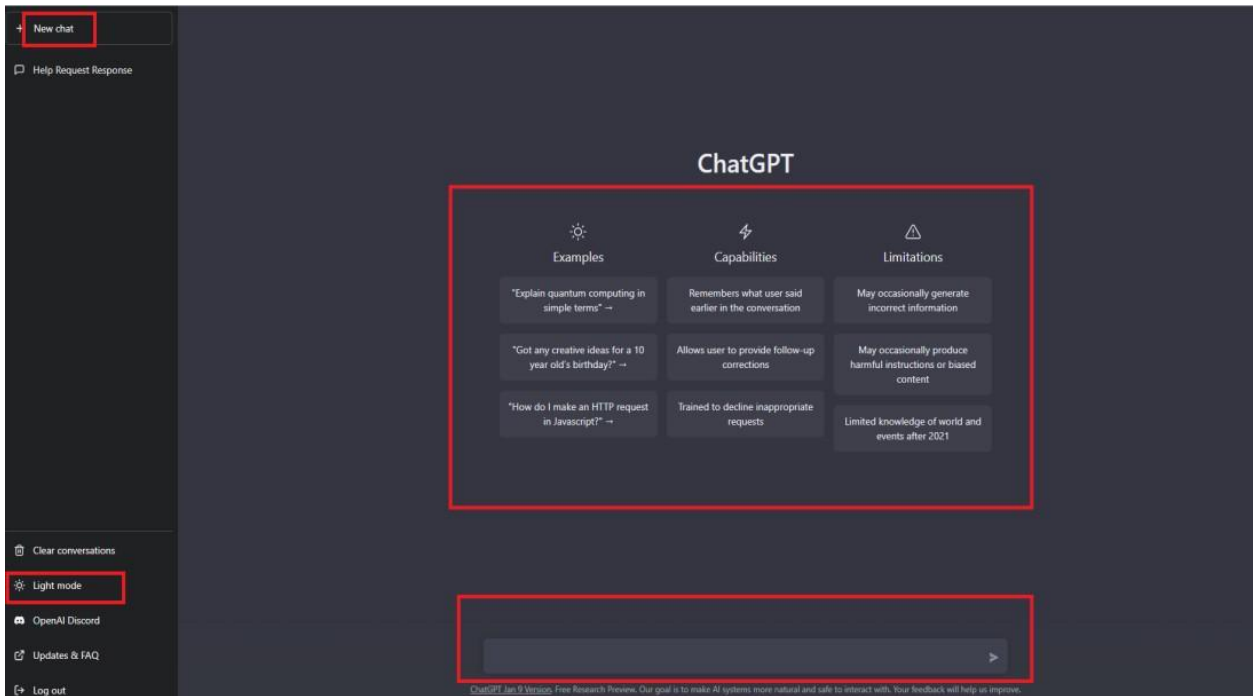 New chat
Help Request Response
Clear conversations
Light mode
OpenAI Discord
Updates & FAQ
Log out
ChatGPT
Examples
"Explain quantum computing in
simple terms" →
"Got any creative ideas for a 10
year old's birthday?" →
"How do I make an HTTP request
in Javascript?" →
Capabilities
Remembers what user said
earlier in the conversation
Allows user to provide follow-up
corrections
Trained to decline inappropriate
requests
Limitations
May occasionally generate
incorrect information
May occasionally produce
harmful instructions or biased
content
Limited knowledge of world and
events after 2021
ChatGPT Jan 9 Version. Free Research Preview. Our goal is to make AI systems more natural and safe to interact with. Your feedback will help us improve.